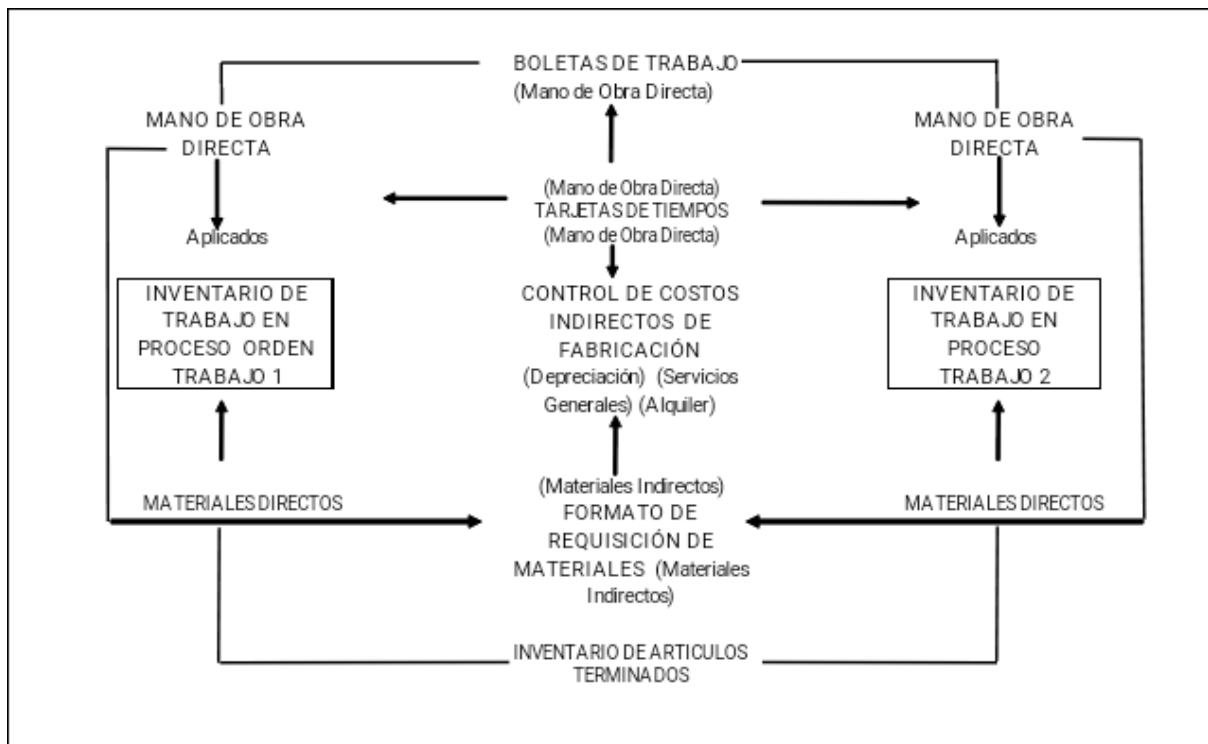 BOLETAS DE TRABAJO
(Mano de Obra Directa)
MANO DE OBRA
DIRECTA
MANO DE OBRA
DIRECTA
(Mano de Obra Directa)
TARJETAS DE TIEMPOS
(Mano de Obra Directa)
Aplicados
Aplicados
INVENTARIO DE
TRABAJO EN
PROCESO ORDEN
TRABAJO 1
CONTROL DE COSTOS
INDIRECTOS DE
FABRICACIÓN
(Depreciación) (Servicios
Generales) (Alquiler)
INVENTARIO DE
TRABAJO EN
PROCESO
TRABAJO 2
MATERIALES DIRECTOS
(Materiales Indirectos)
FORMATO DE
REQUISICIÓN DE
MATERIALES (Materiales
Indirectos)
MATERIALES DIRECTOS
INVENTARIO DE ARTICULOS
TERMINADOS